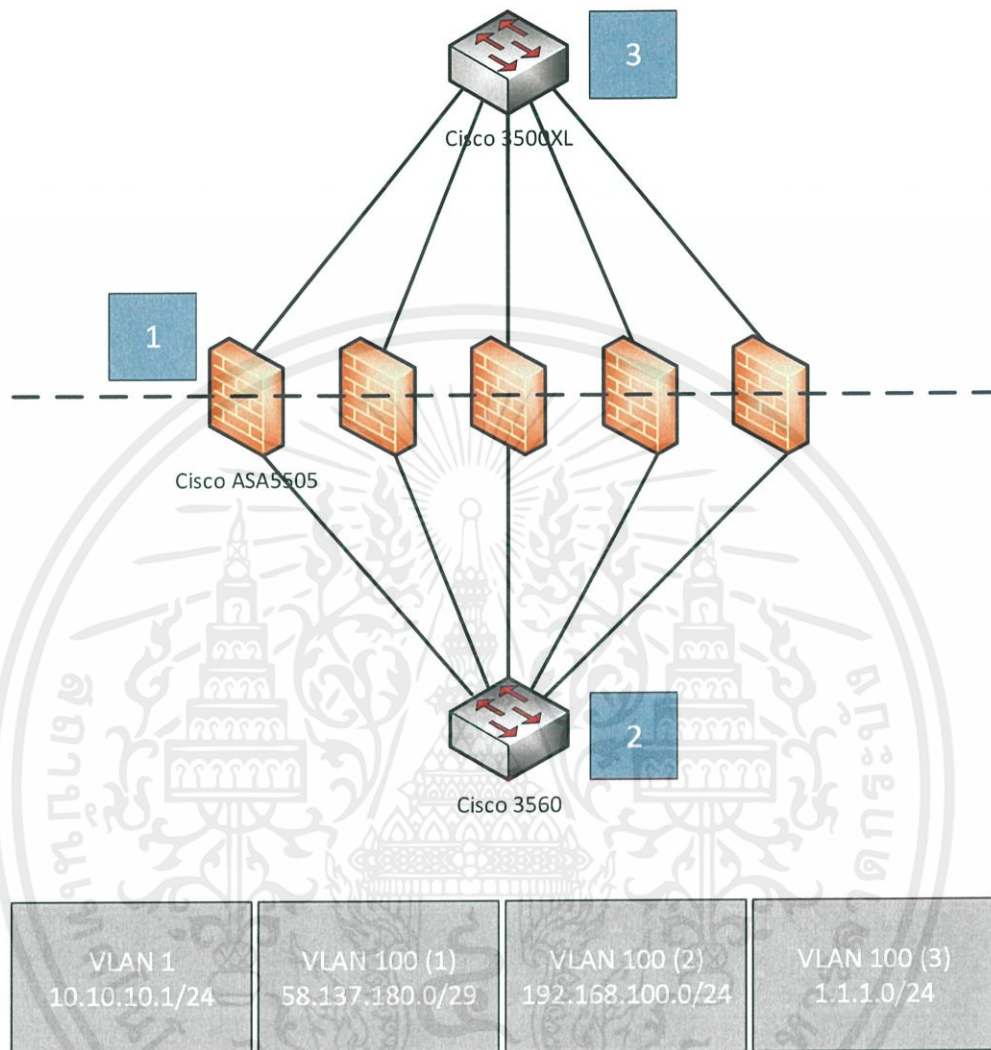 3
Cisco 3500XL
1
Cisco ASA5505
2
Cisco 3560
VLAN 1
10.10.10.1/24
VLAN 100 (1)
58.137.180.0/29
VLAN 100 (2)
192.168.100.0/24
VLAN 100 (3)
1.1.1.0/24